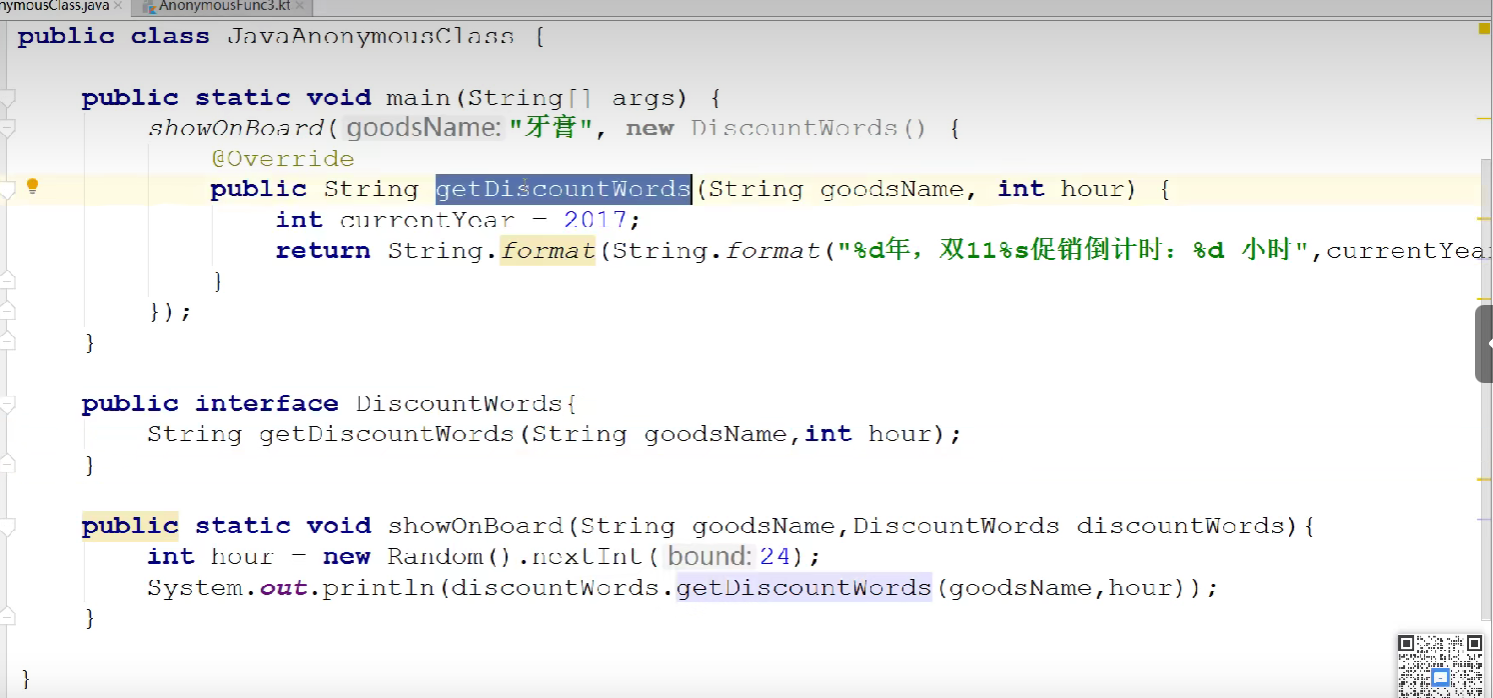 nymousClass.java × AnonymousFunc3.kt ×
public class JavaAnonymousClass {
public static void main(String[] args) {
showOnBoard( goodsName: "牙膏", new DiscountWords() {
@Override
public String getDiscountWords(String goodsName, int hour) {
int currentYear = 2017;
return String.format(String.format("%d年，双11%s促销倒计时：%d 小时",currentYear
}
});
}
public interface DiscountWords{
String getDiscountWords(String goodsName,int hour);
}
public static void showOnBoard(String goodsName,DiscountWords discountWords){
int hour = new Random().nextInt( bound: 24);
System.out.println(discountWords.getDiscountWords(goodsName,hour));
}
}